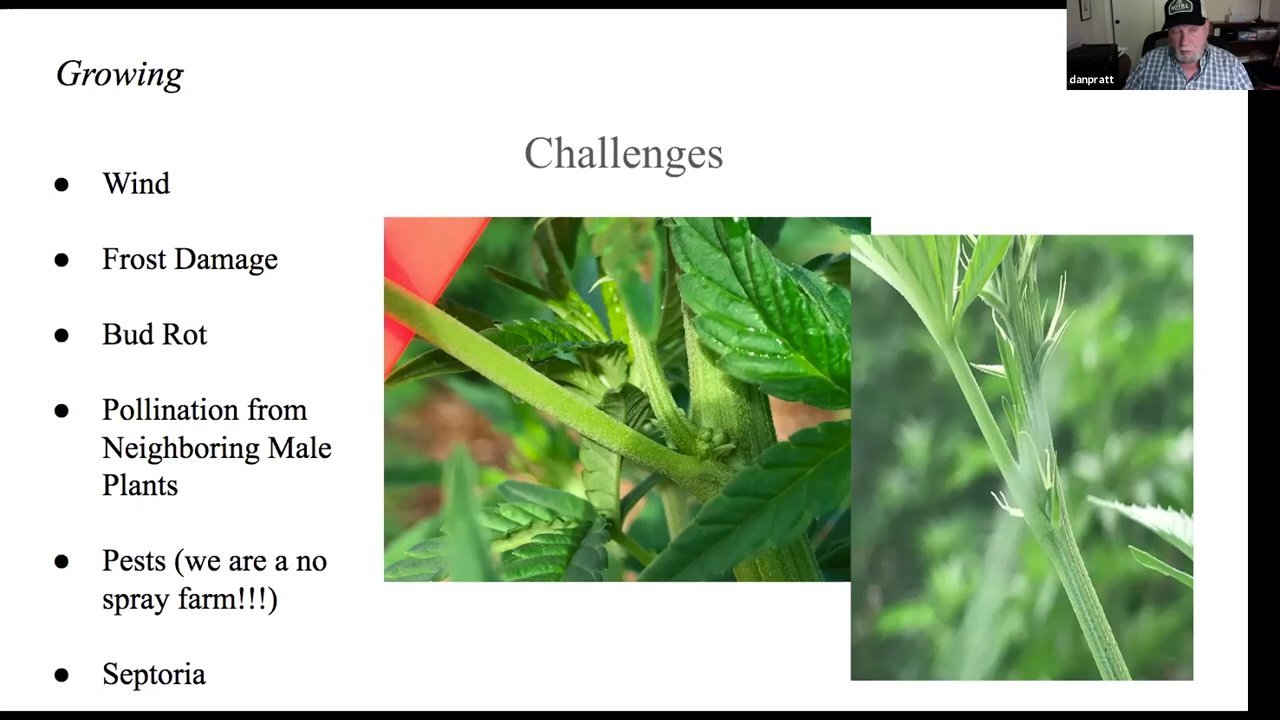 danpratt
Growing
Challenges
● Wind
● Frost Damage
● Bud Rot
● Pollination from
Neighboring Male
Plants
● Pests (we are a no
spray farm!!!)
● Septoria